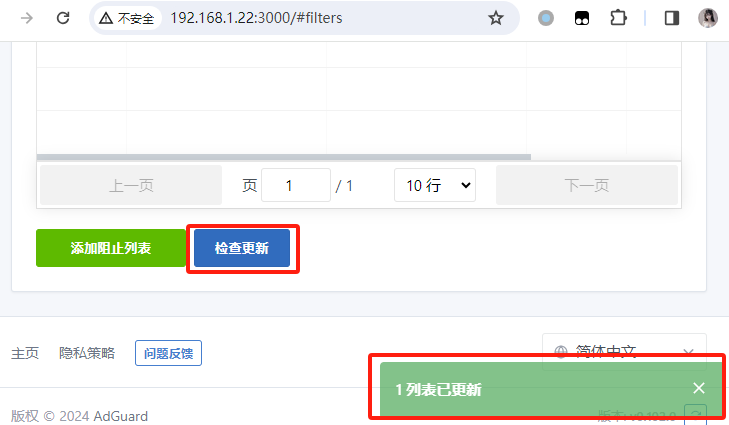 不安全 192.168.1.22:3000/#filters
上一页 页 1 / 1 10 行 下一页
添加阻止列表 检查更新
主页 隐私策略 问题反馈 简体中文
1 列表已更新
版权 © 2024 AdGuard